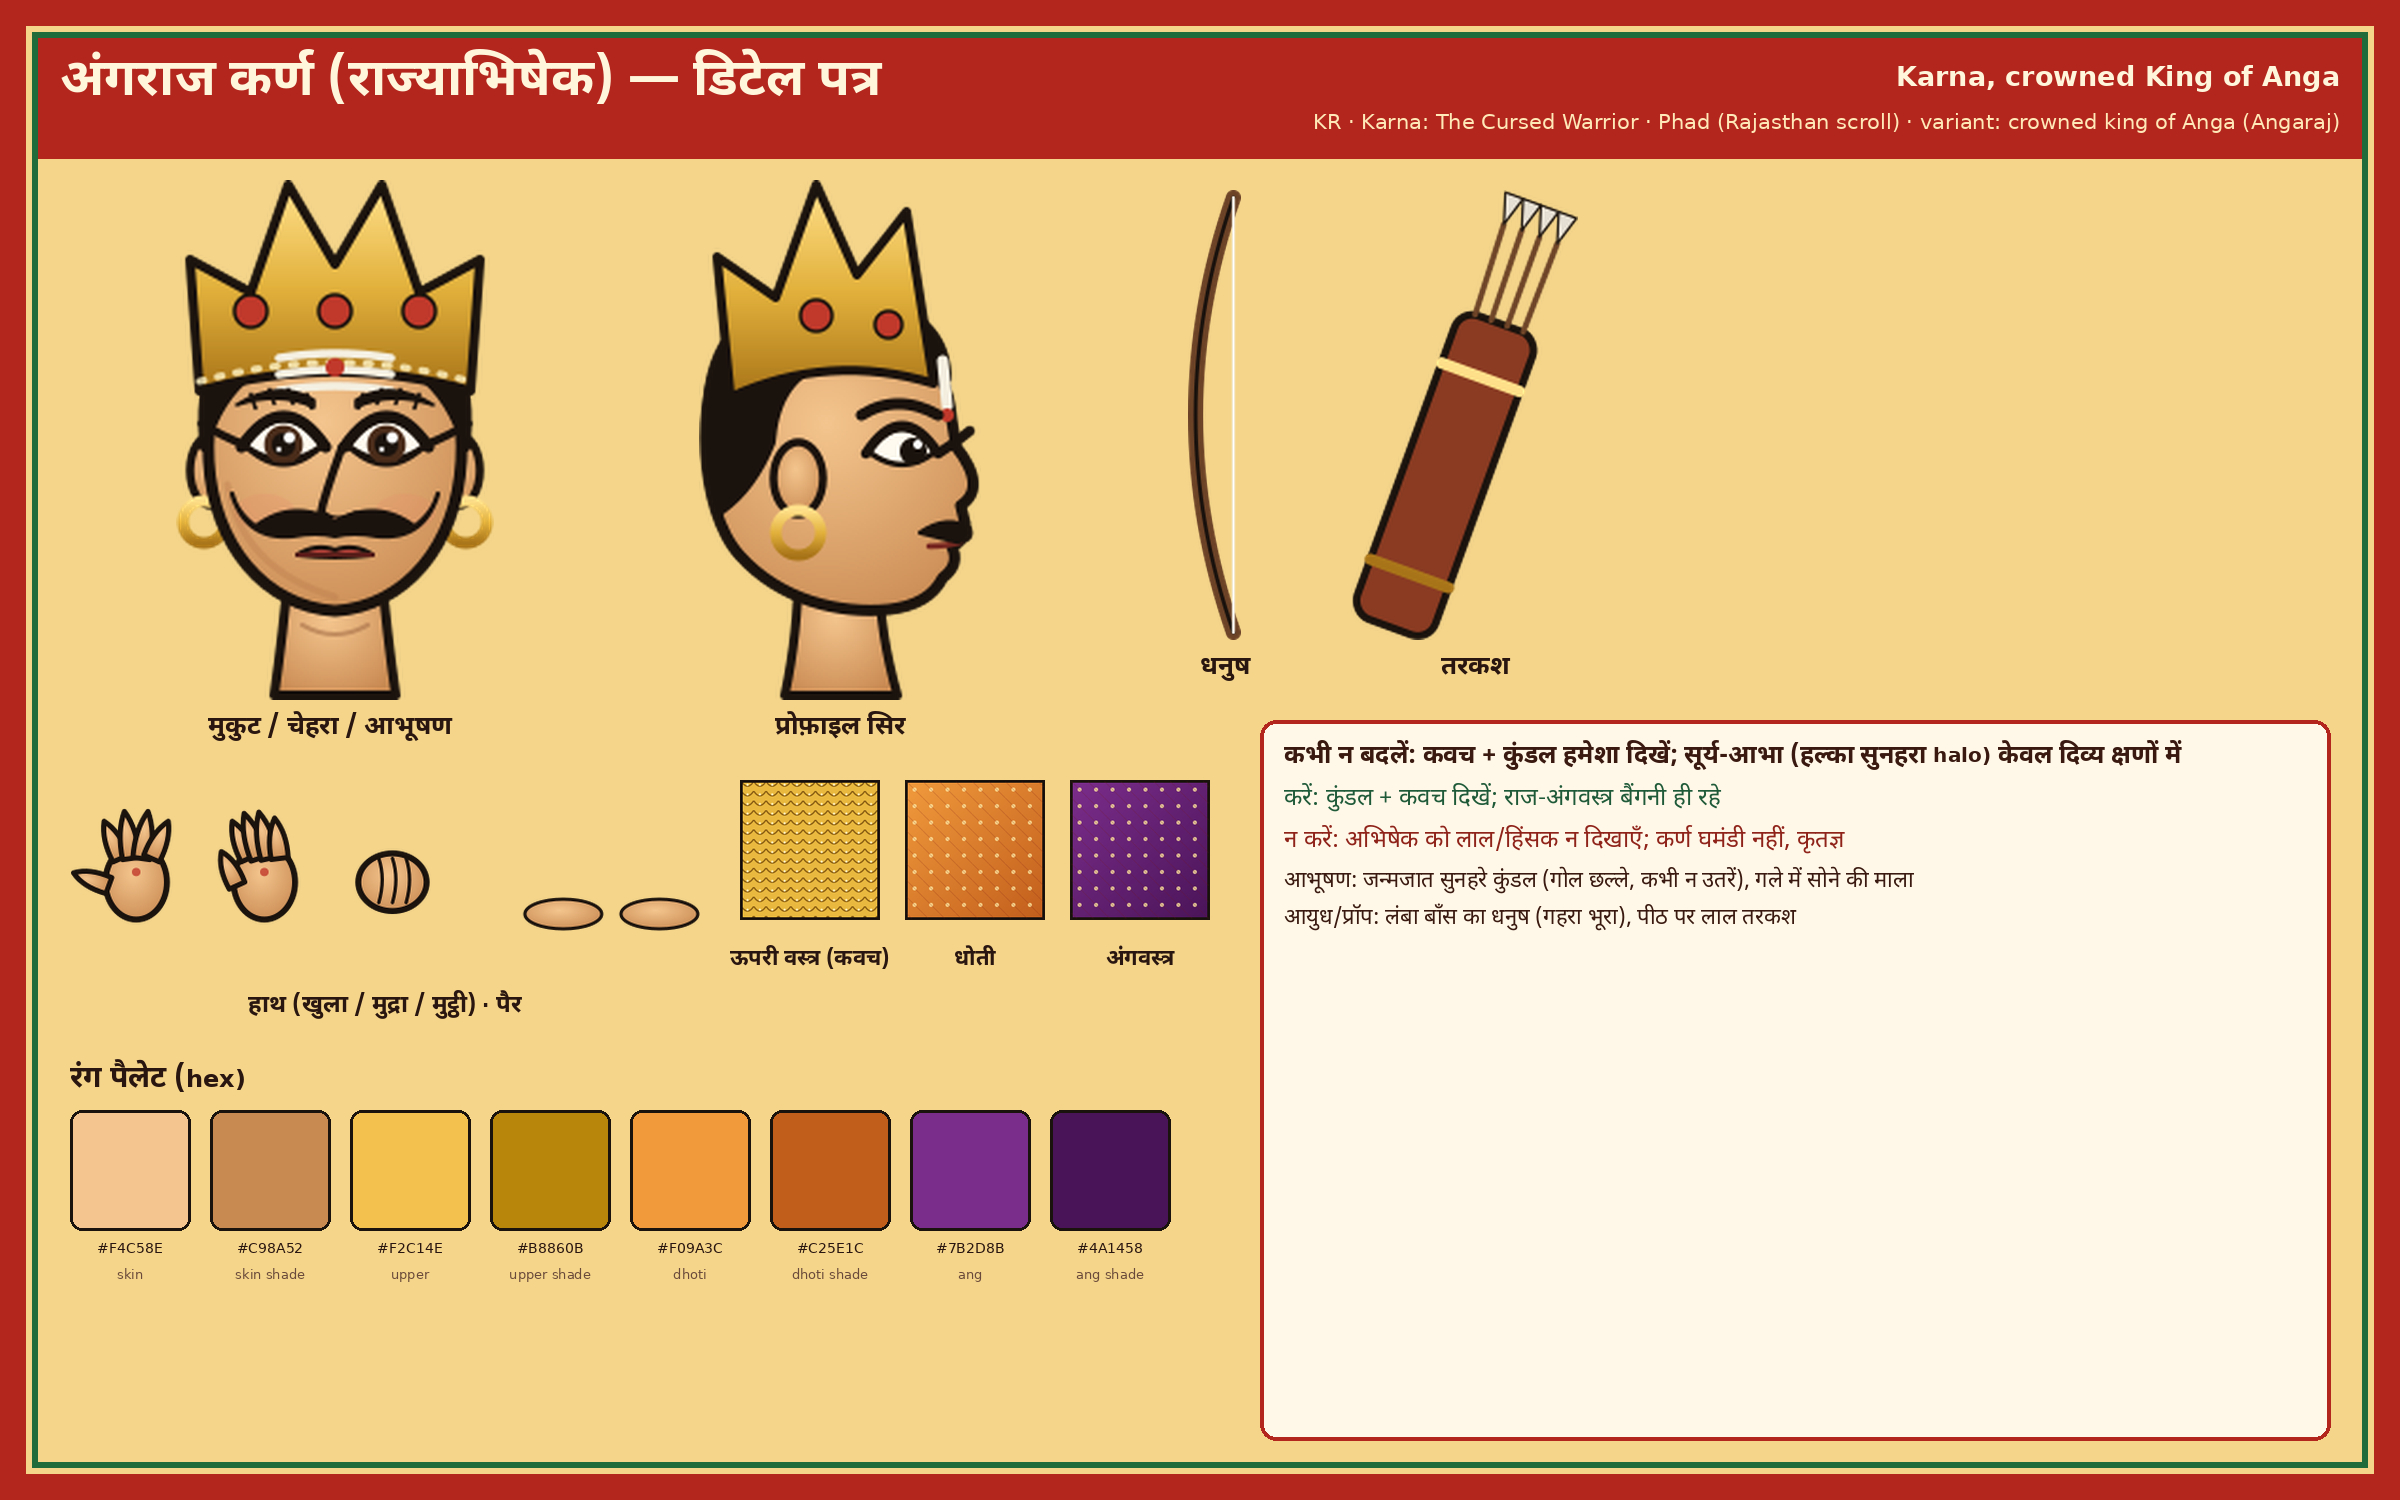 अंगराज कर्ण (राज्याभिषेक) — डिटेल पत्र
Karna, crowned King of Anga
KR · Karna: The Cursed Warrior · Phad (Rajasthan scroll) · variant: crowned king of Anga (Angaraj)
धनुष
तरकश
मुकुट / चेहरा / आभूषण
प्रोफ़ाइल सिर
कभी न बदलें: कवच + कुंडल हमेशा दिखें; सूर्य-आभा (हल्का सुनहरा halo) केवल दिव्य क्षणों में
करें: कुंडल + कवच दिखें; राज-अंगवस्त्र बैंगनी ही रहे
न करें: अभिषेक को लाल/हिंसक न दिखाएँ; कर्ण घमंडी नहीं, कृतज्ञ
आभूषण: जन्मजात सुनहरे कुंडल (गोल छल्ले, कभी न उतरें), गले में सोने की माला
आयुध/प्रॉप: लंबा बाँस का धनुष (गहरा भूरा), पीठ पर लाल तरकश
ऊपरी वस्त्र (कवच)
धोती
अंगवस्त्र
हाथ (खुला / मुद्रा / मुट्ठी) · पैर
रंग पैलेट (hex)
#F4C58E
#C98A52
#F2C14E
#B8860B
#F09A3C
#C25E1C
#7B2D8B
#4A1458
skin
skin shade
upper
upper shade
dhoti
dhoti shade
ang
ang shade